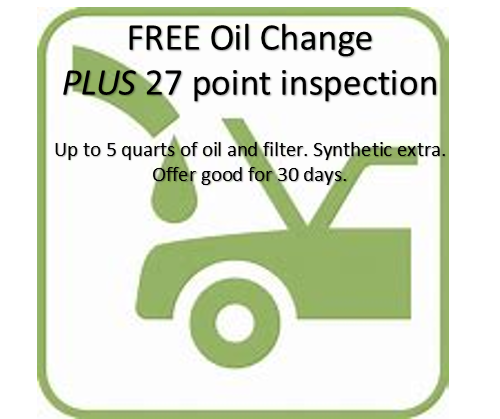 FREE Oil Change
PLUS 27 point inspection
Up to 5 quarts of oil and filter. Synthetic extra.
Offer good for 30 days.